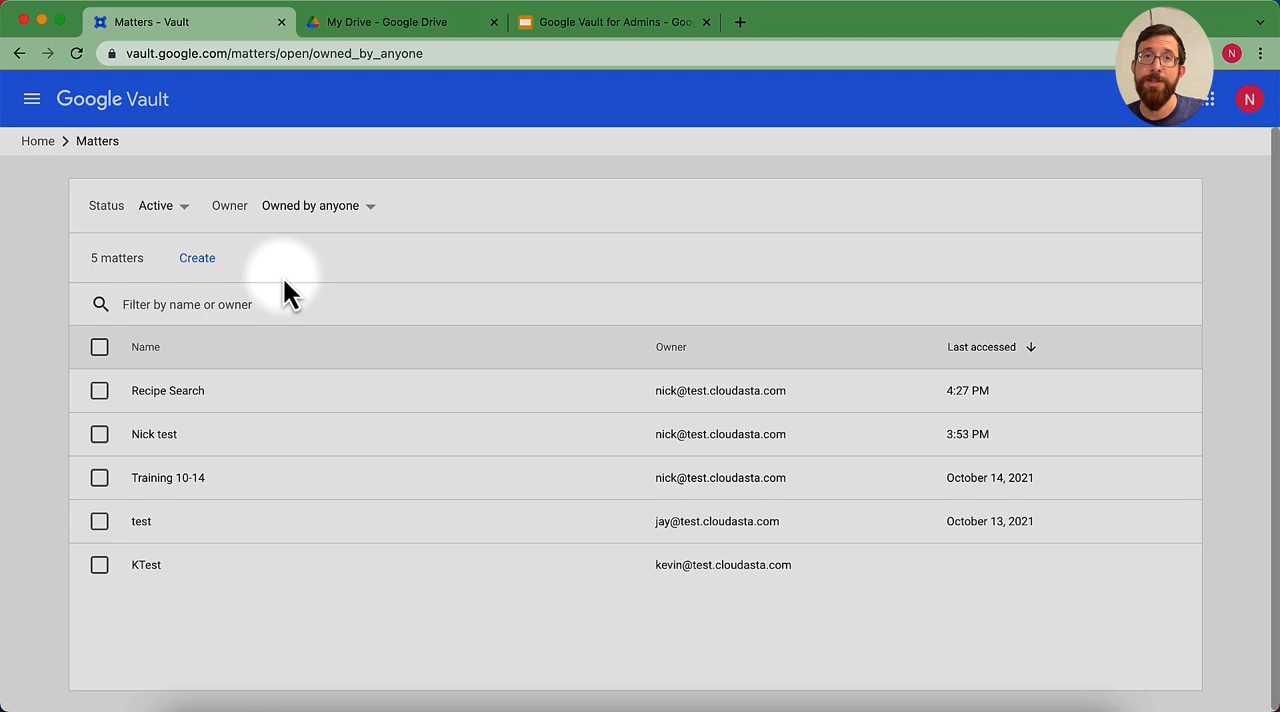 Matters - Vault
My Drive - Google Drive
Google Vault for Admins - Goo
vault.google.com/matters/open/owned_by_anyone
N
Google Vault
N
Home Matters
Status Active Owner Owned by anyone
5 matters Create
Filter by name or owner
Name Owner Last accessed
Recipe Search nick@test.cloudasta.com 4:27 PM
Nick test nick@test.cloudasta.com 3:53 PM
Training 10-14 nick@test.cloudasta.com October 14, 2021
test jay@test.cloudasta.com October 13, 2021
KTest kevin@test.cloudasta.com